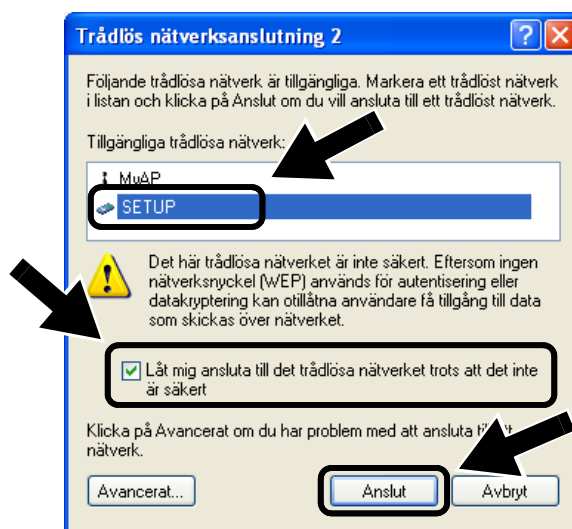 Trådlös nätverksanslutning 2
Följande trådlösa nätverk är tillgängliga. Markera ett trådlöst nätverk
i listan och klicka på Anslut om du vill ansluta till ett trådlöst nätverk.
Tillgängliga trådlösa nätverk:
MyAP
SETUP
Det här trådlösa nätverket är inte säkert. Eftersom ingen
nätverksnyckel (WEP) används för autentisering eller
datakryptering kan otillåtna användare få tillgång till data
som skickas över nätverket.
Låt mig ansluta till det trådlösa nätverket trots att det inte
är säkert
Klicka på Avancerat om du har problem med att ansluta
nätverk.
Avancerat...
Anslut
Avbryt